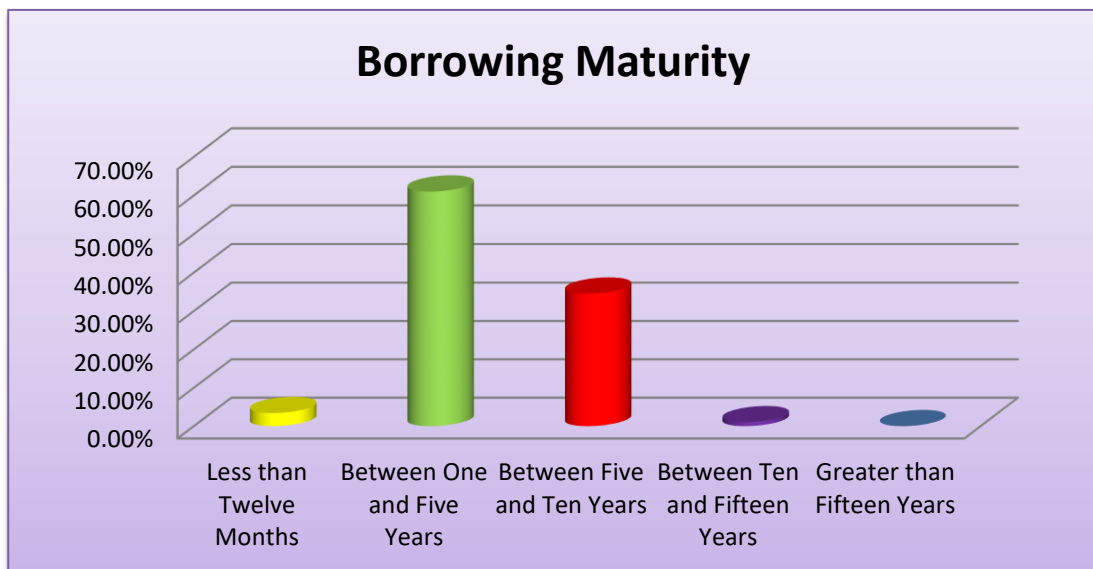 Borrowing Maturity
70.00%
60.00%
50.00%
40.00%
30.00%
20.00%
10.00%
0.00%
Less than
Twelve
Months
Between One
and Five
Years
Between Five
and Ten Years
Between Ten
and Fifteen
Years
Greater than
Fifteen Years